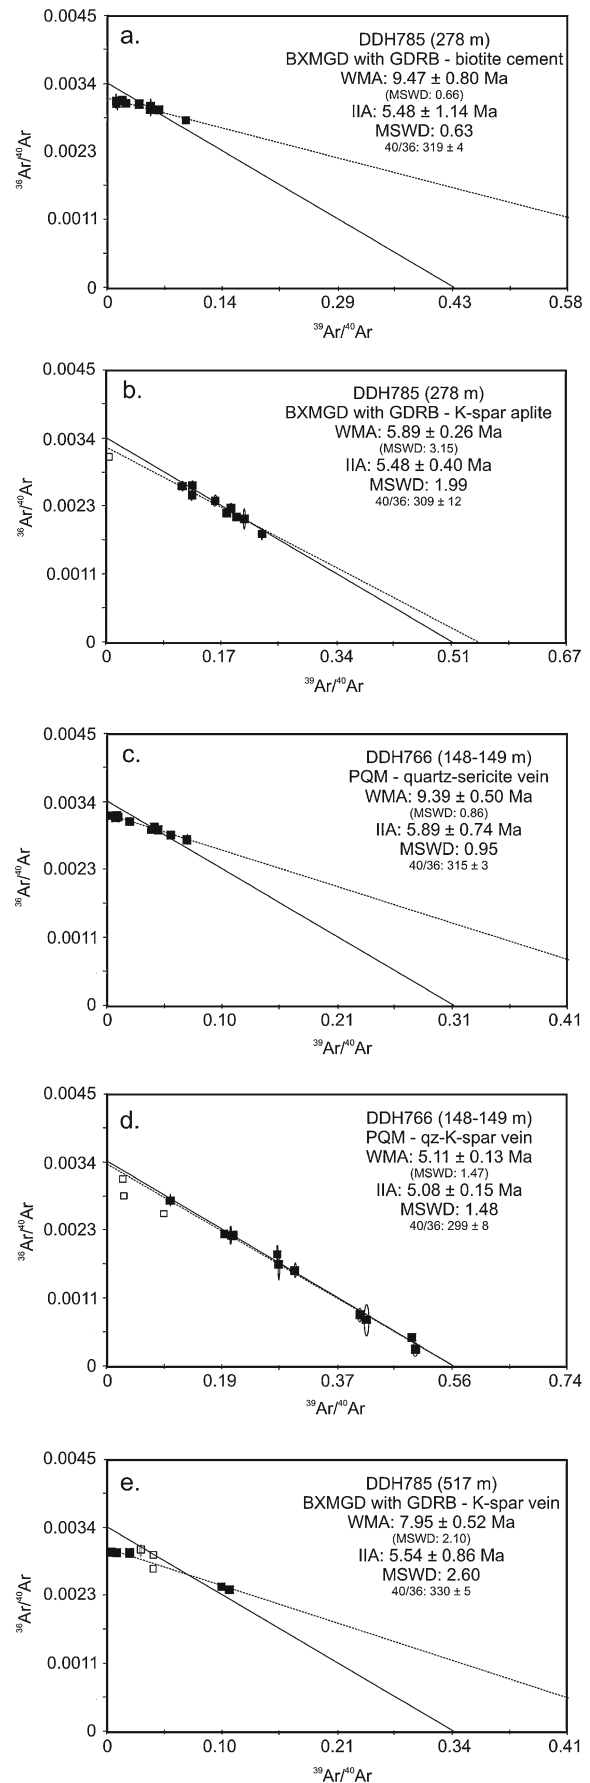 a.
DDH785 (278 m)
BXMGD with GDRB - biotite cement
WMA: 9.47 ± 0.80 Ma
(MSWD: 0.66)
IIA: 5.48 ± 1.14 Ma
MSWD: 0.63
40/36: 319 ± 4
0.0045
0.0034
0.0023
0.0011
0
36Ar/40Ar
0 0.14 0.29 0.43 0.58
39Ar/40Ar
b.
DDH785 (278 m)
BXMGD with GDRB - K-spar aplite
WMA: 5.89 ± 0.26 Ma
(MSWD: 3.15)
IIA: 5.48 ± 0.40 Ma
MSWD: 1.99
40/36: 309 ± 12
0.0045
0.0034
0.0023
0.0011
0
36Ar/40Ar
0 0.17 0.34 0.51 0.67
39Ar/40Ar
c.
DDH766 (148-149 m)
PQM - quartz-sericite vein
WMA: 9.39 ± 0.50 Ma
(MSWD: 0.86)
IIA: 5.89 ± 0.74 Ma
MSWD: 0.95
40/36: 315 ± 3
0.0045
0.0034
0.0023
0.0011
0
36Ar/40Ar
0 0.10 0.21 0.31 0.41
39Ar/40Ar
d.
DDH766 (148-149 m)
PQM - qz-K-spar vein
WMA: 5.11 ± 0.13 Ma
(MSWD: 1.47)
IIA: 5.08 ± 0.15 Ma
MSWD: 1.48
40/36: 299 ± 8
0.0045
0.0034
0.0023
0.0011
0
36Ar/40Ar
0 0.19 0.37 0.56 0.74
39Ar/40Ar
e.
DDH785 (517 m)
BXMGD with GDRB - K-spar vein
WMA: 7.95 ± 0.52 Ma
(MSWD: 2.10)
IIA: 5.54 ± 0.86 Ma
MSWD: 2.60
40/36: 330 ± 5
0.0045
0.0034
0.0023
0.0011
0
36Ar/40Ar
0 0.10 0.21 0.31 0.41
39Ar/40Ar